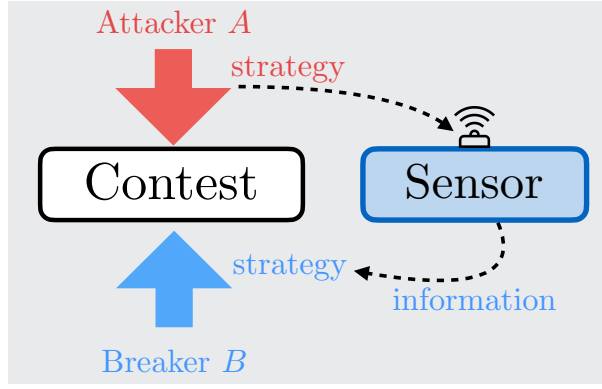 Attacker A
strategy
Contest
Sensor
strategy
information
Breaker B